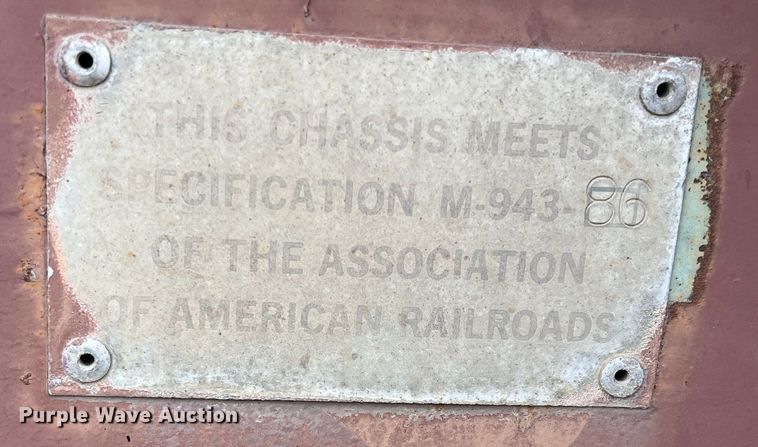 THIS CHASSIS MEETS
SPECIFICATION M-943-86
OF THE ASSOCIATION
OF AMERICAN RAILROADS
Purple Wave Auction